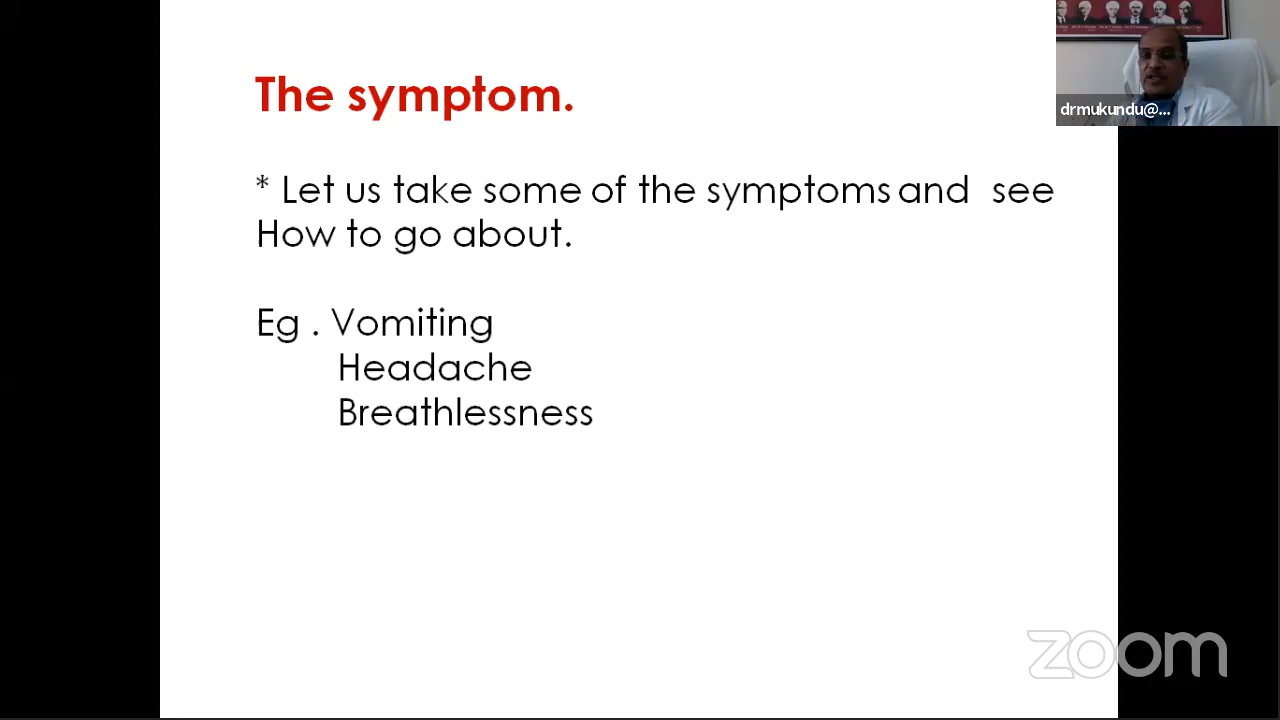 The symptom.
drmukundu@...
* Let us take some of the symptoms and see
How to go about.
Eg . Vomiting
Headache
Breathlessness
zoom